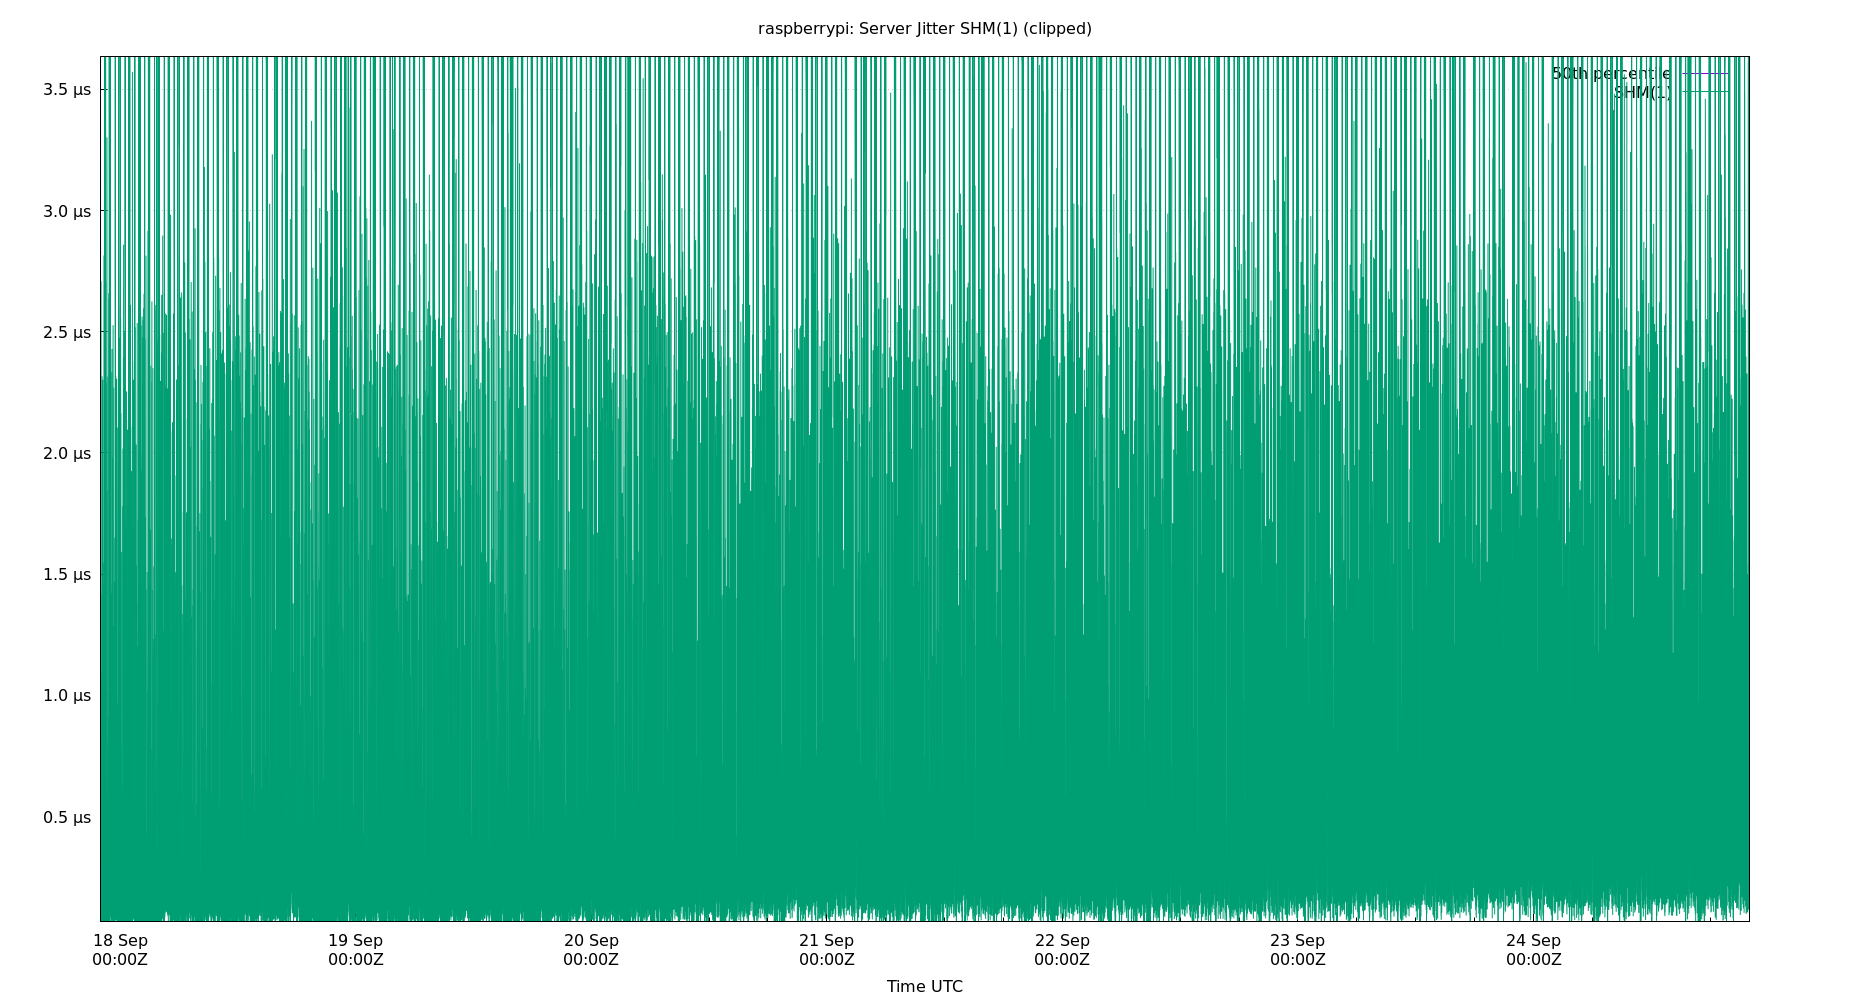 raspberrypi: Server Jitter SHM(1) (clipped)
50th percentile
SHM(1)
3.5 µs
3.0 µs
2.5 µs
2.0 µs
1.5 µs
1.0 µs
0.5 µs
18 Sep 19 Sep 20 Sep 21 Sep 22 Sep 23 Sep 24 Sep
00:00Z 00:00Z 00:00Z 00:00Z 00:00Z 00:00Z 00:00Z
Time UTC